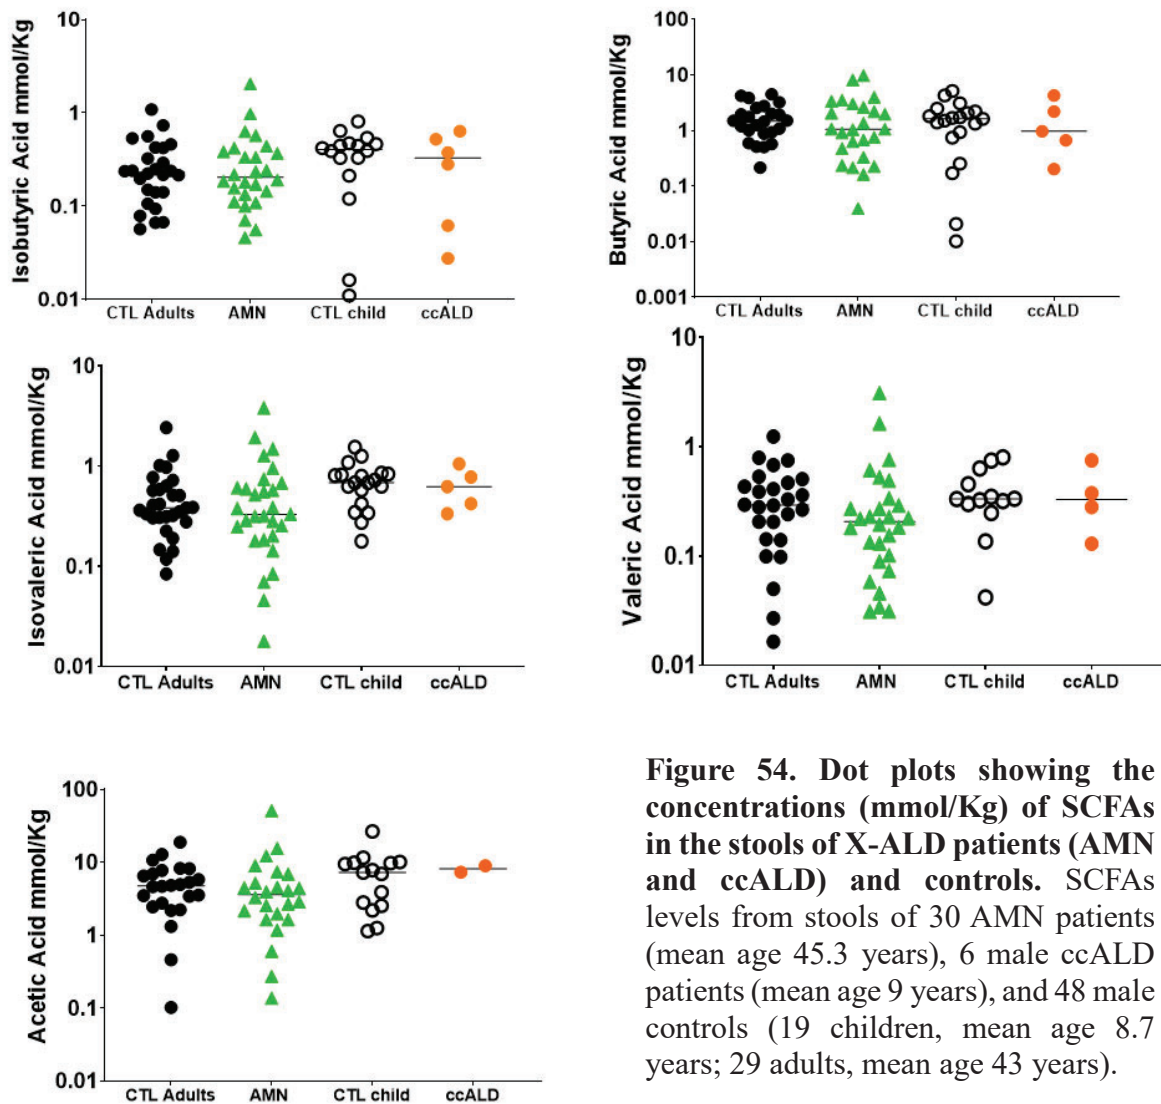 Isobutyric Acid mmol/Kg
10
1
0.1
0.01
CTL Adults AMN CTL child ccALD
Butyric Acid mmol/Kg
100
10
1
0.1
0.01
0.001
CTL Adults AMN CTL child ccALD
Isovaleric Acid mmol/Kg
10
1
0.1
0.01
CTL Adults AMN CTL child ccALD
Valeric Acid mmol/Kg
10
1
0.1
0.01
CTL Adults AMN CTL child ccALD
Acetic Acid mmol/Kg
100
10
1
0.1
0.01
CTL Adults AMN CTL child ccALD
Figure 54. Dot plots showing the
concentrations (mmol/Kg) of SCFAs
in the stools of X-ALD patients (AMN
and ccALD) and controls. SCFAs
levels from stools of 30 AMN patients
(mean age 45.3 years), 6 male ccALD
patients (mean age 9 years), and 48 male
controls (19 children, mean age 8.7
years; 29 adults, mean age 43 years).